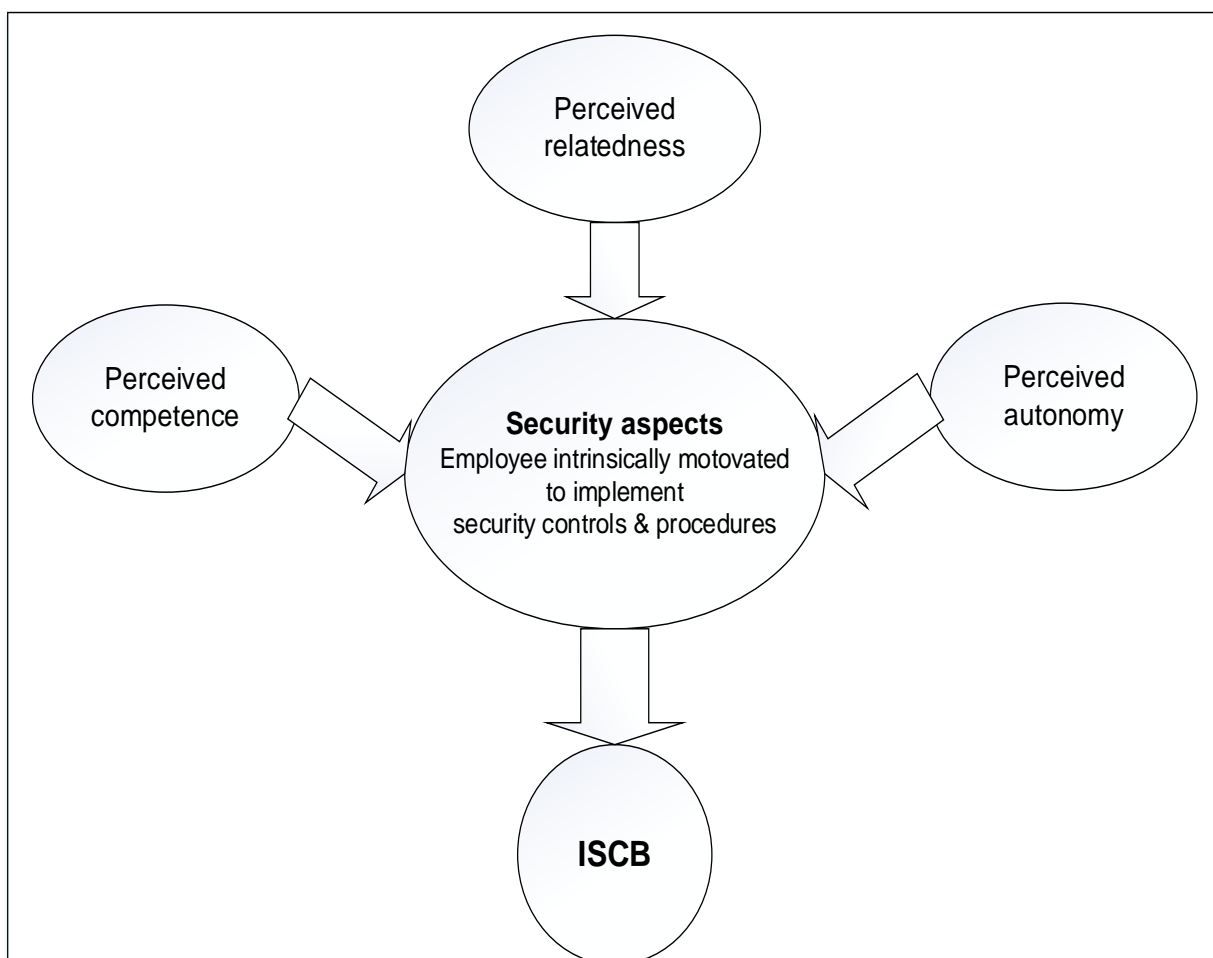 Perceived
relatedness
Perceived
competence
Perceived
autonomy
Security aspects
Employee intrinsically motovated
to implement
security controls & procedures
ISCB